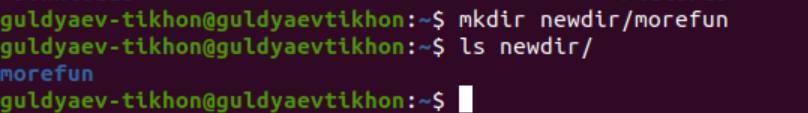 guldyaev-tikhon@guldyaevtikhon:~$ mkdir newdir/morefun
guldyaev-tikhon@guldyaevtikhon:~$ ls newdir/
morefun
guldyaev-tikhon@guldyaevtikhon:~$